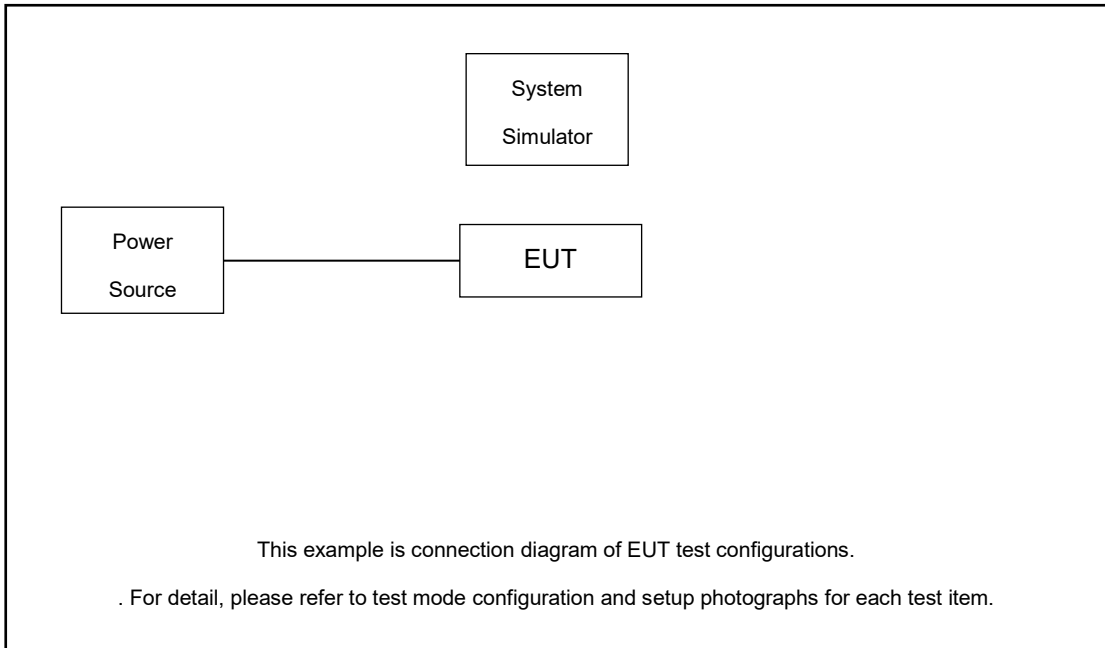 System
Simulator
Power
Source
EUT
This example is connection diagram of EUT test configurations.
. For detail, please refer to test mode configuration and setup photographs for each test item.